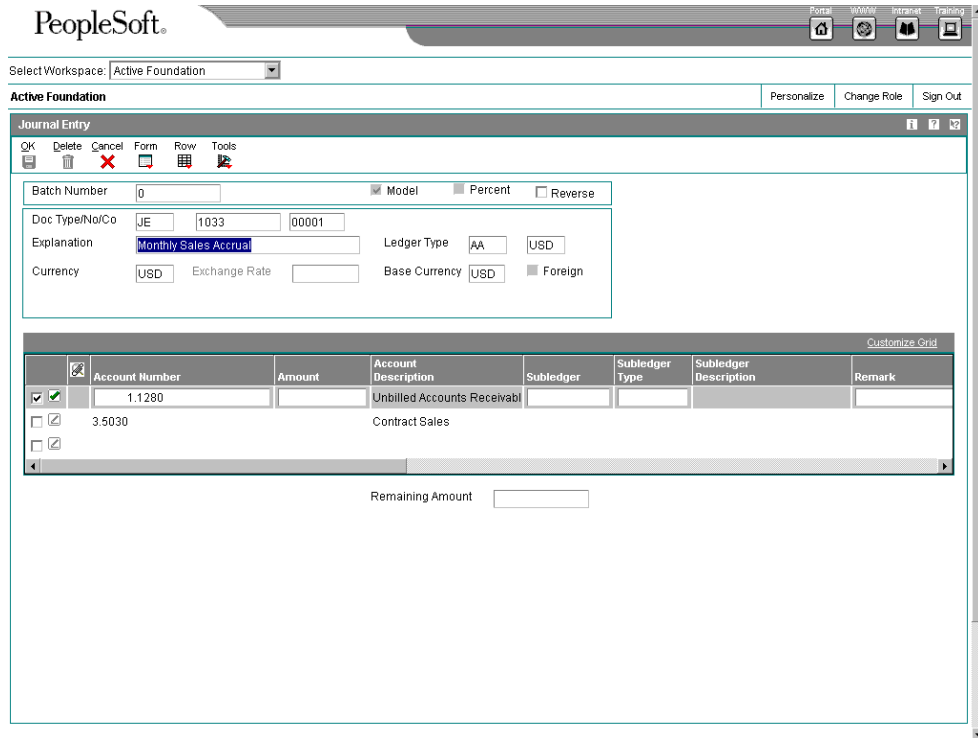 PeopleSoft®
Portal WWW Intranet Training
Select Workspace: Active Foundation
Active Foundation Personalize Change Role Sign Out
Journal Entry
OK Delete Cancel Form Row Tools
Batch Number 0 Model Percent Reverse
Doc Type/No/Co JE 1033 00001
Explanation Monthly Sales Accrual Ledger Type AA USD
Currency USD Exchange Rate Base Currency USD Foreign
Customize Grid
Account Number Amount Account Description Subledger Subledger Type Subledger Description Remark
1.1280 Unbilled Accounts Receivabl
3.5030 Contract Sales
Remaining Amount